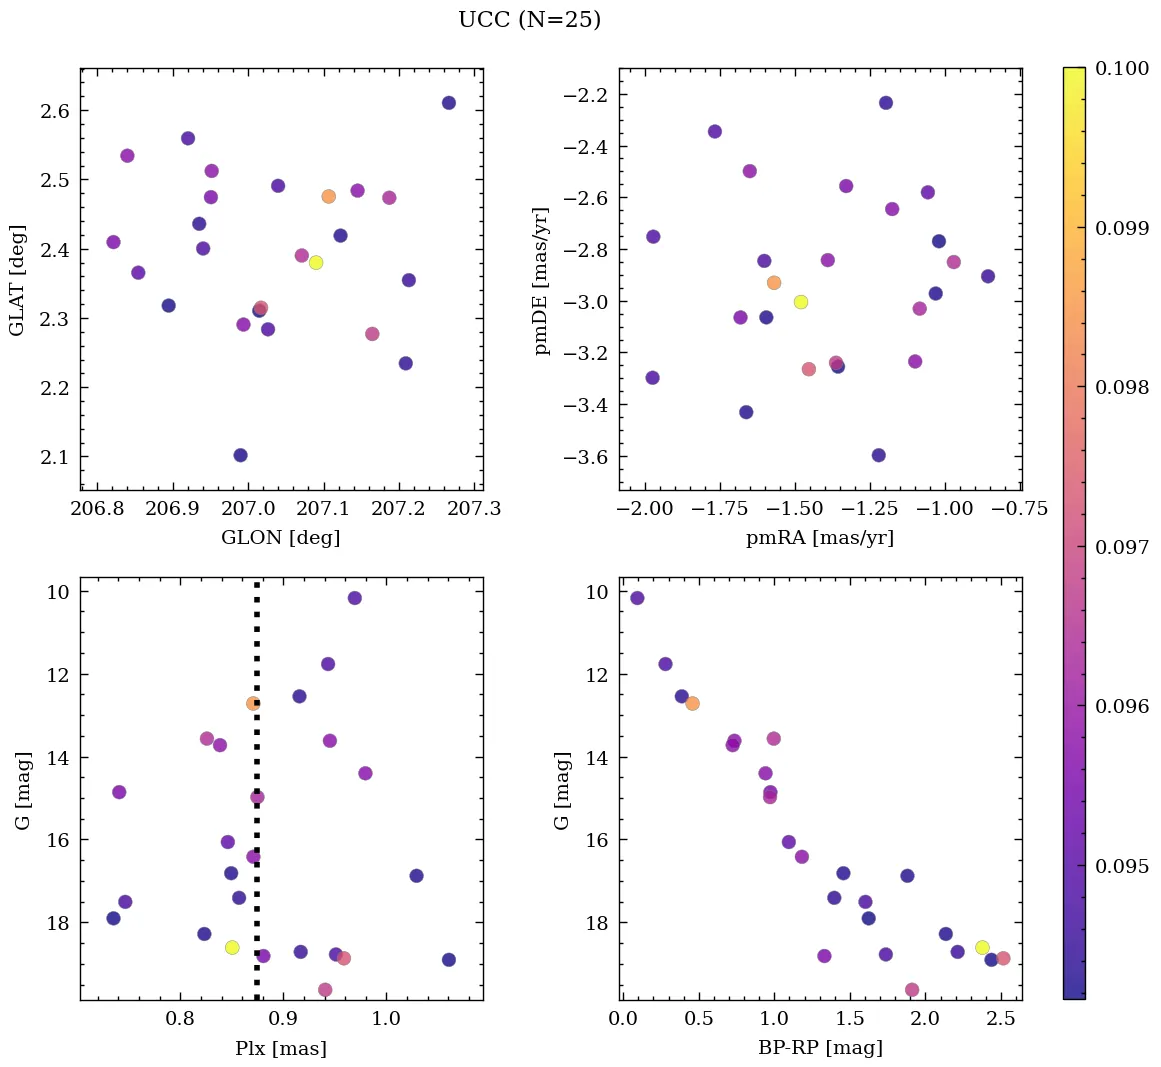 UCC (N=25)
2.6
2.5
2.4
2.3
2.2
2.1
GLAT [deg]
206.8 206.9 207.0 207.1 207.2 207.3
GLON [deg]
−2.2
−2.4
−2.6
−2.8
−3.0
−3.2
−3.4
−3.6
pmDE [mas/yr]
−2.00 −1.75 −1.50 −1.25 −1.00 −0.75
pmRA [mas/yr]
10
12
14
16
18
G [mag]
0.8 0.9 1.0
Plx [mas]
10
12
14
16
18
G [mag]
0.0 0.5 1.0 1.5 2.0 2.5
BP-RP [mag]
0.100
0.099
0.098
0.097
0.096
0.095